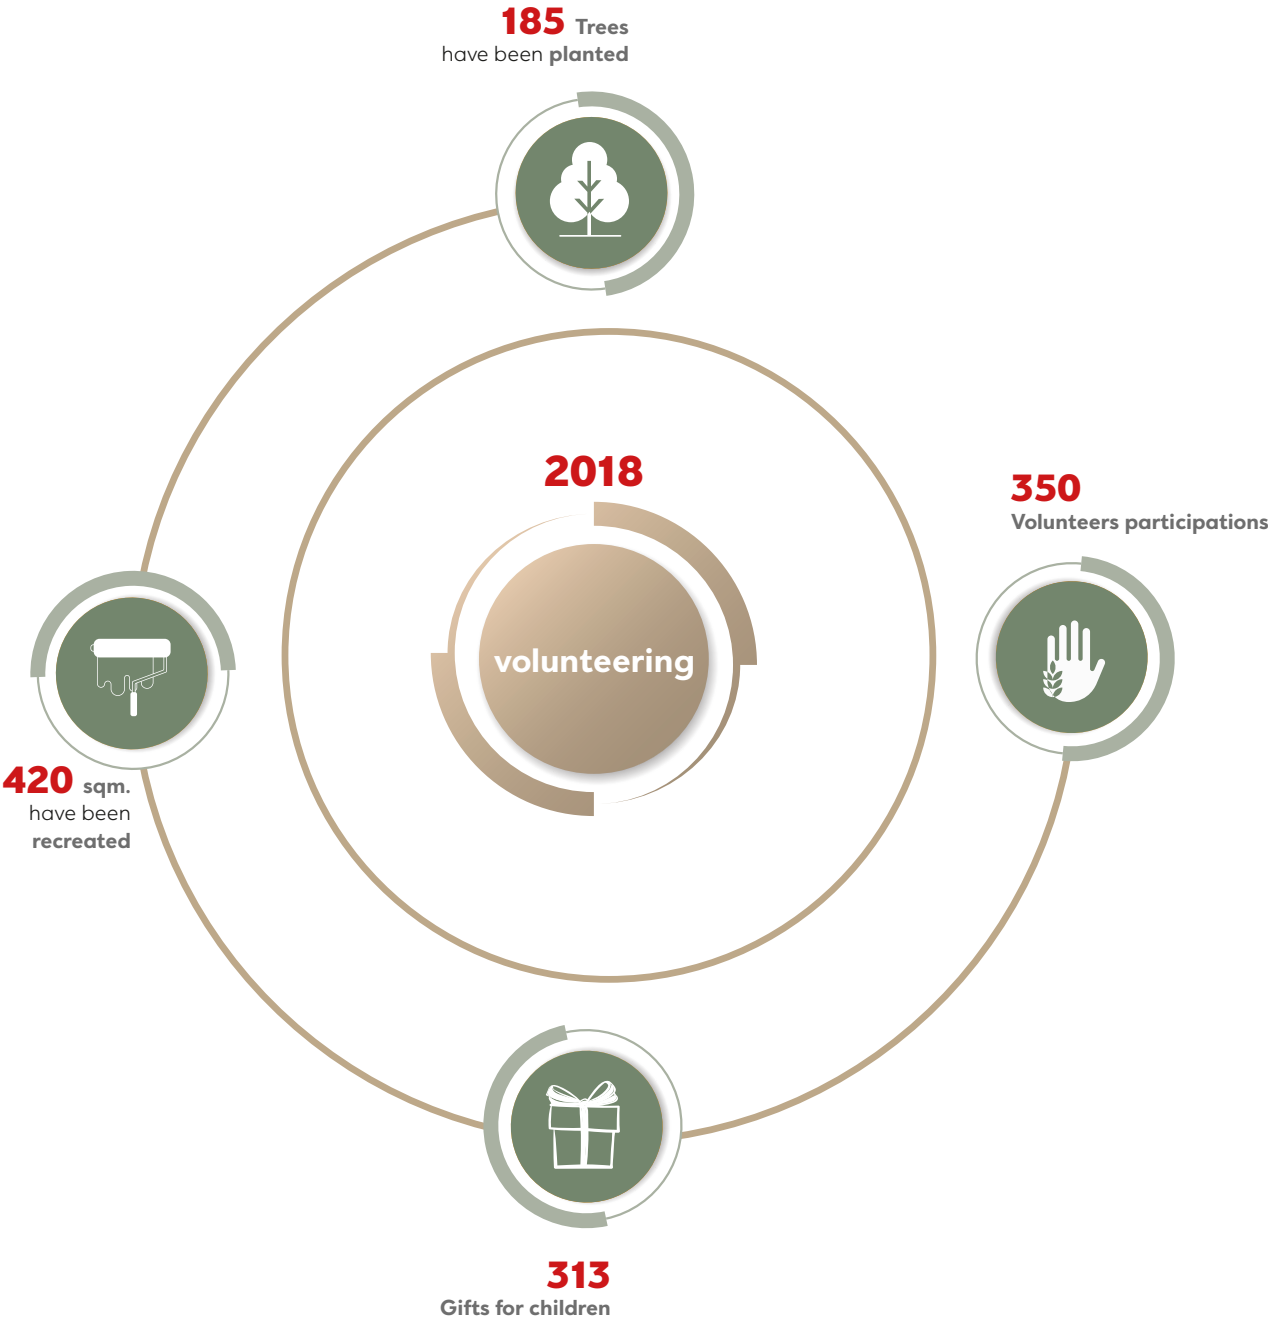 185 Trees
have been planted
2018
350
Volunteers participations
volunteering
420 sqm.
have been
recreated
313
Gifts for children